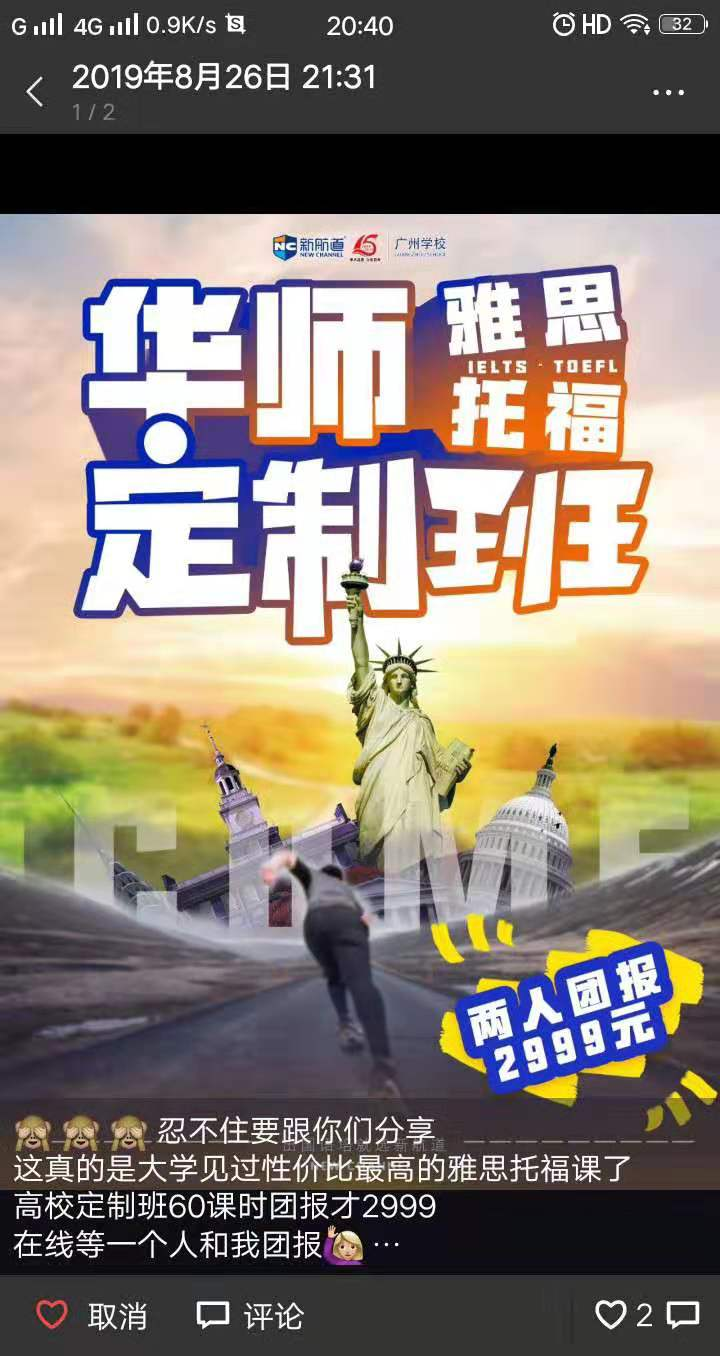 G 4G 0.9K/s 20:40 HD 32
2019年8月26日 21:31
1 / 2
NC 新航道 NEW CHANNEL 15 广州学校
华师 雅思
IELTS · TOEFL
托福
定制班
COME
两人团报
2999元
忍不住要跟你们分享
这真的是大学见过性价比最高的雅思托福课了
高校定制班60课时团报才2999
在线等一个人和我团报 …
取消 评论 2